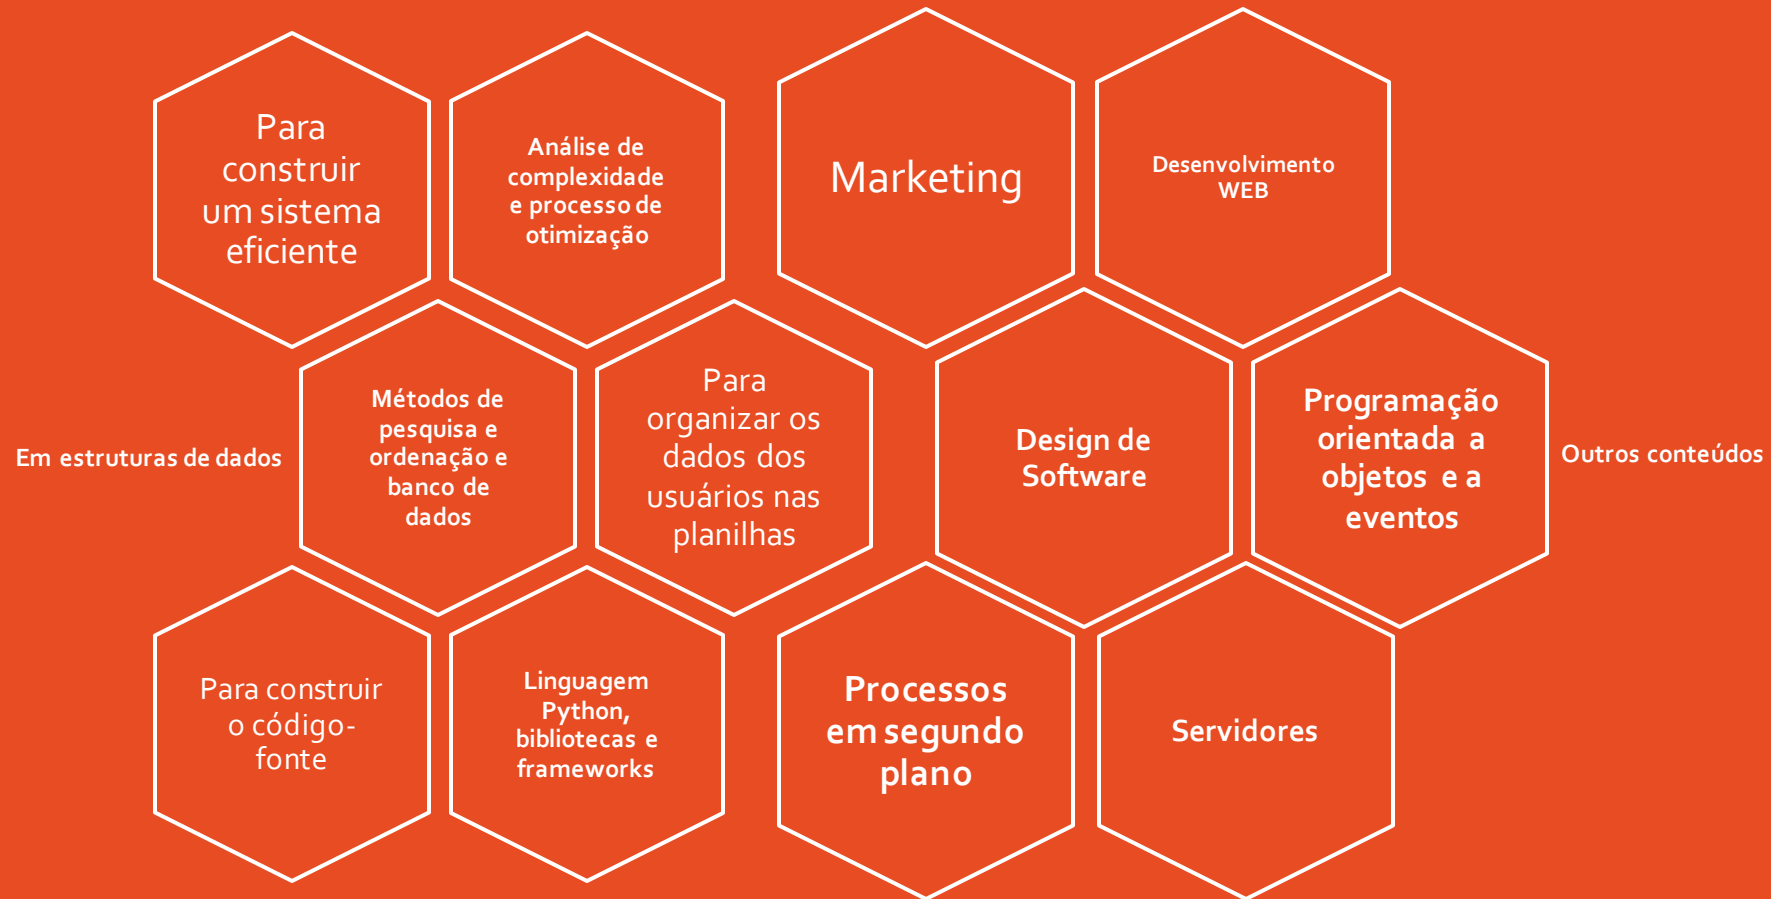 Para
construir
um sistema
eficiente
Análise de
complexidade
e processo de
otimização
Marketing
Desenvolvimento
WEB
Em estruturas de dados
Métodos de
pesquisa e
ordenação e
banco de
dados
Para
organizar os
dados dos
usuários nas
planilhas
Design de
Software
Programação
orientada a
objetos e a
eventos
Outros conteúdos
Para construir
o código-
fonte
Linguagem
Python,
bibliotecas e
frameworks
Processos
em segundo
plano
Servidores